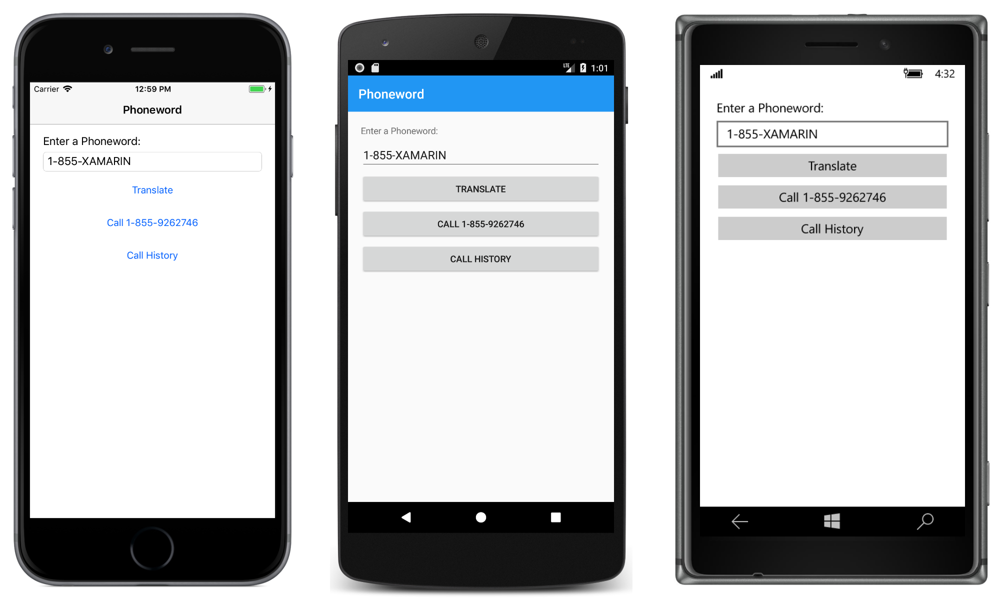 Carrier 12:59 PM
Phoneword
Enter a Phoneword:
1-855-XAMARIN
Translate
Call 1-855-9262746
Call History
LTE 1:01
Phoneword
Enter a Phoneword:
1-855-XAMARIN
TRANSLATE
CALL 1-855-9262746
CALL HISTORY
4:32
Enter a Phoneword:
1-855-XAMARIN
Translate
Call 1-855-9262746
Call History